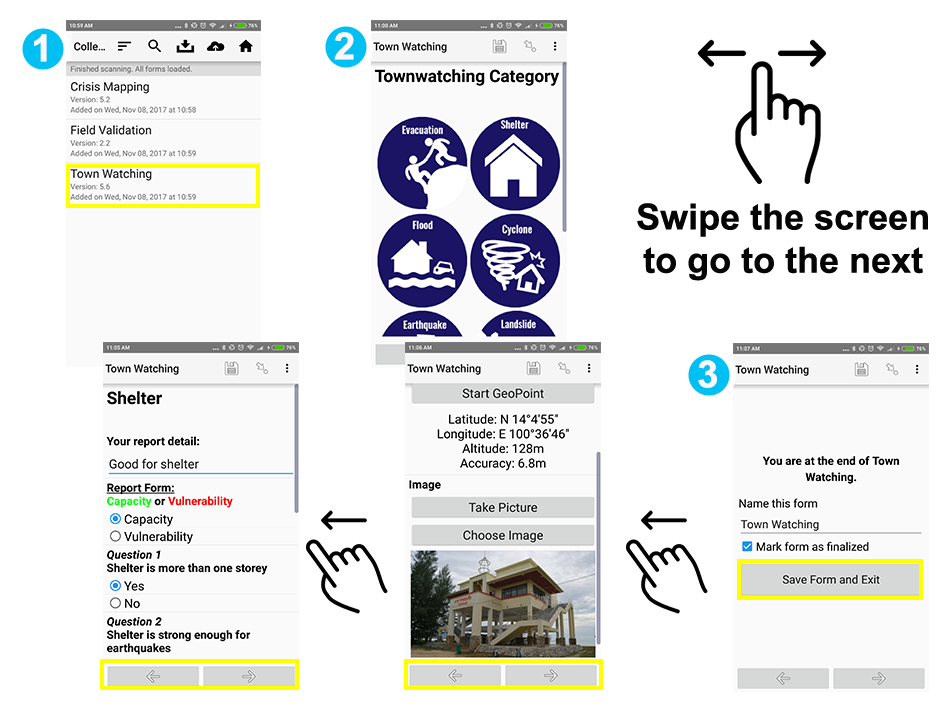 1
10:59 AM
76%
Colle...
Finished scanning. All forms loaded.
Crisis Mapping
Version: 5.2
Added on Wed, Nov 08, 2017 at 10:58
Field Validation
Version: 2.2
Added on Wed, Nov 08, 2017 at 10:59
Town Watching
Version: 5.6
Added on Wed, Nov 08, 2017 at 10:59
2
11:00 AM
76%
Town Watching
Townwatching Category
Evacuation
Shelter
Flood
Cyclone
Earthquake
Landslide
Swipe the screen
to go to the next
11:05 AM
76%
Town Watching
Shelter
Your report detail:
Good for shelter
Report Form:
Capacity or Vulnerability
Capacity
Vulnerability
Question 1
Shelter is more than one storey
Yes
No
Question 2
Shelter is strong enough for
earthquakes
11:06 AM
76%
Town Watching
Start GeoPoint
Latitude: N 14°4'55"
Longitude: E 100°36'46"
Altitude: 128m
Accuracy: 6.8m
Image
Take Picture
Choose Image
3
11:07 AM
76%
Town Watching
You are at the end of Town
Watching.
Name this form
Town Watching
Mark form as finalized
Save Form and Exit